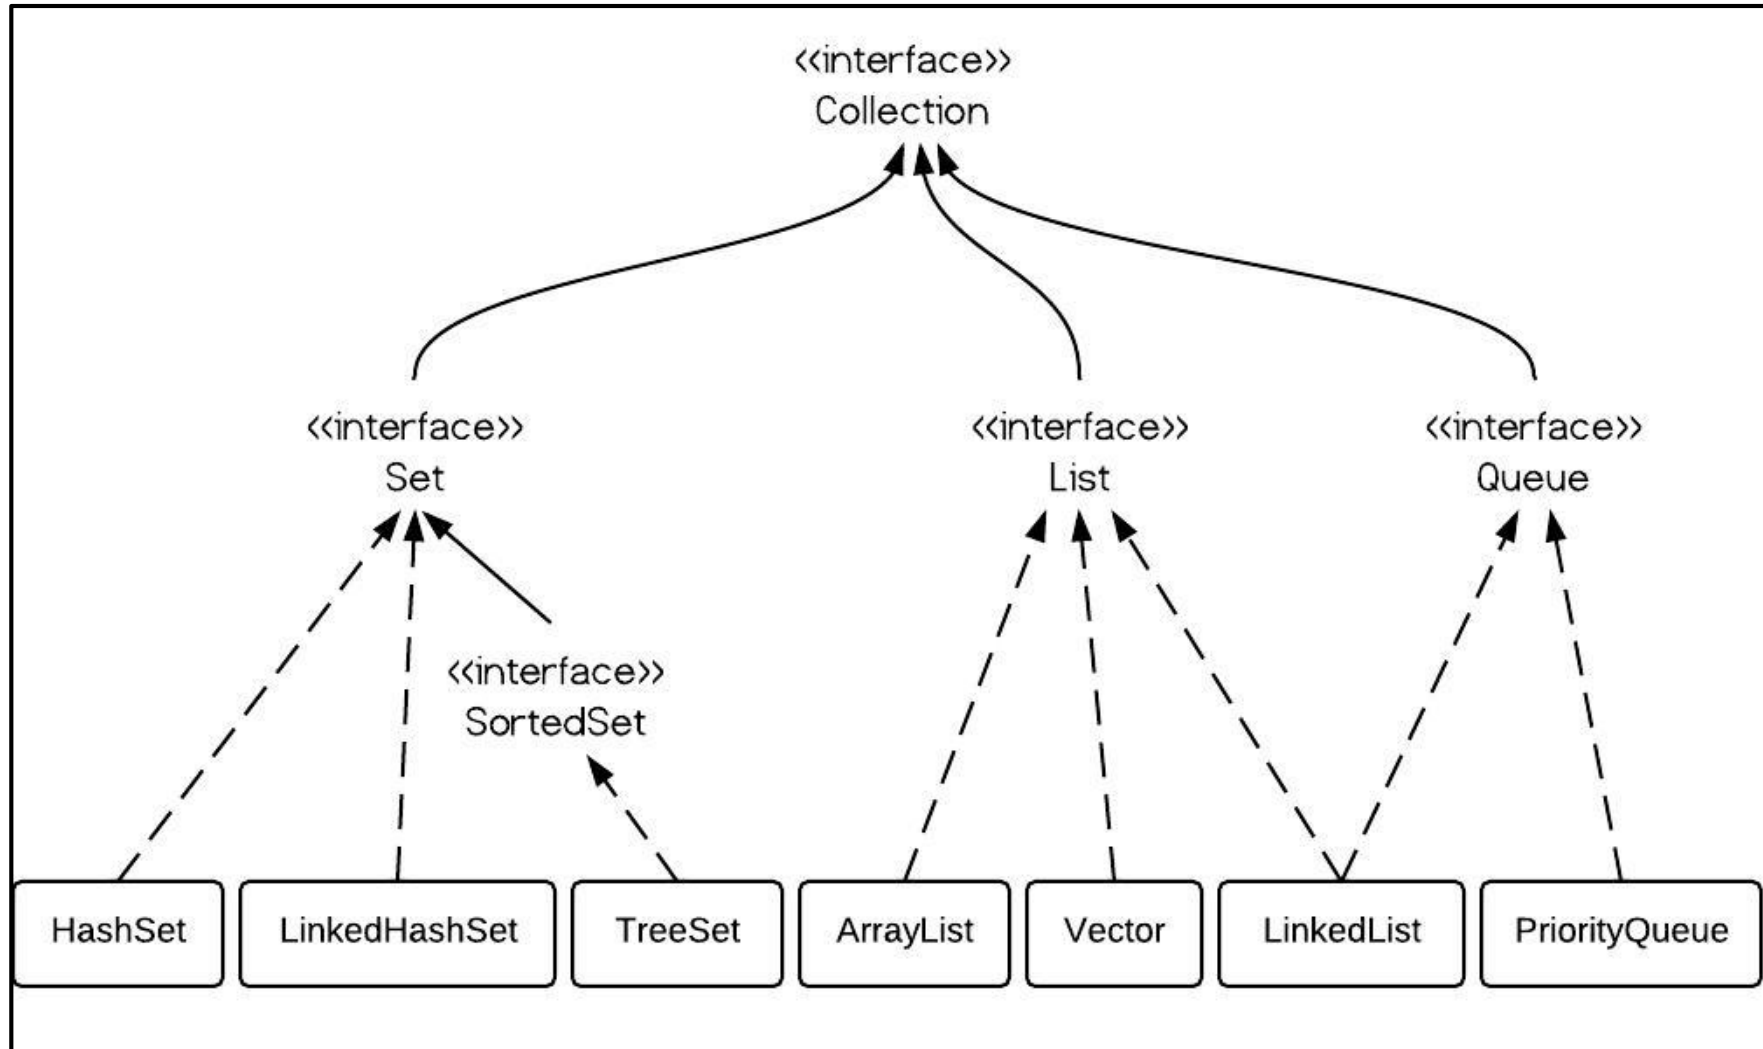 <<interface>>
Collection
<<interface>>
Set
<<interface>>
List
<<interface>>
Queue
<<interface>>
SortedSet
HashSet
LinkedHashSet
TreeSet
ArrayList
Vector
LinkedList
PriorityQueue